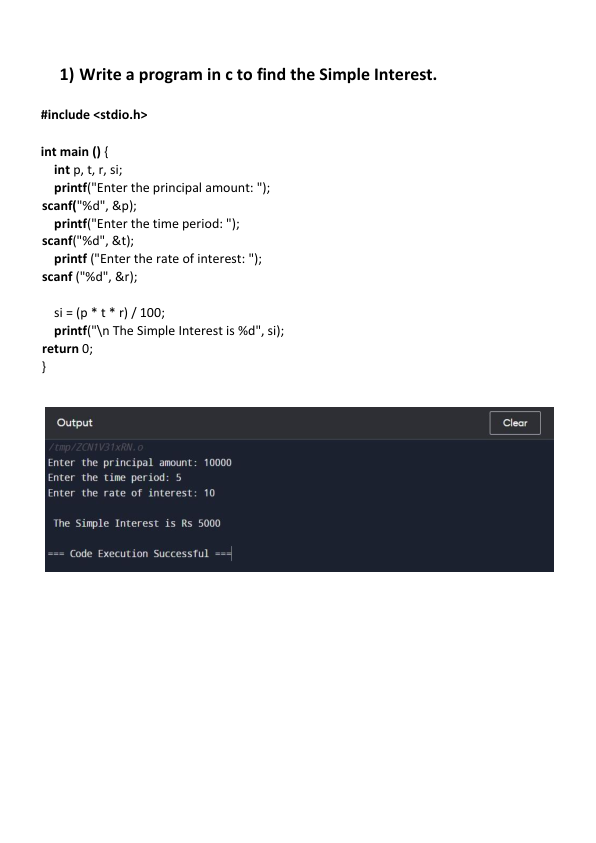 1) Write a program in c to find the Simple Interest.
#include <stdio.h>
int main () {
int p, t, r, si;
printf("Enter the principal amount: ");
scanf("%d", &p);
printf("Enter the time period: ");
scanf("%d", &t);
printf ("Enter the rate of interest: ");
scanf ("%d", &r);
si = (p * t * r) / 100;
printf("\n The Simple Interest is %d", si);
return 0;
}
Output
Clear
/tmp/ZCN1V31xRN.o
Enter the principal amount: 10000
Enter the time period: 5
Enter the rate of interest: 10
The Simple Interest is Rs 5000
=== Code Execution Successful ===